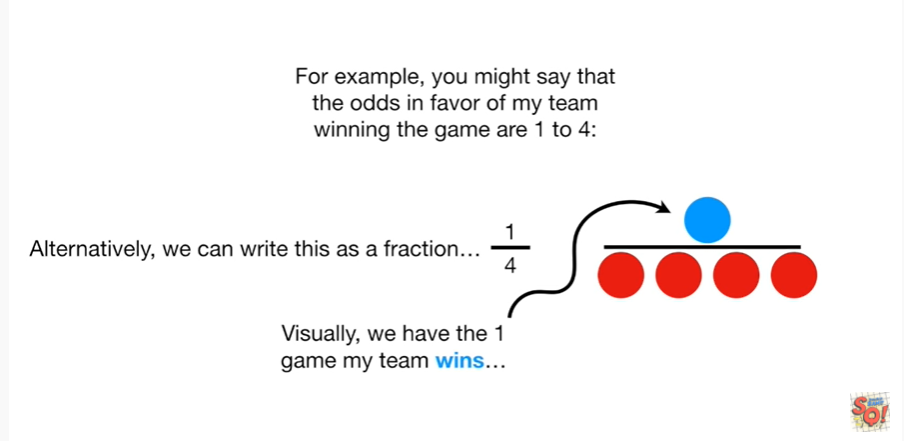 For example, you might say that
the odds in favor of my team
winning the game are 1 to 4:
Alternatively, we can write this as a fraction...
1
4
Visually, we have the 1
game my team wins...
SQ!